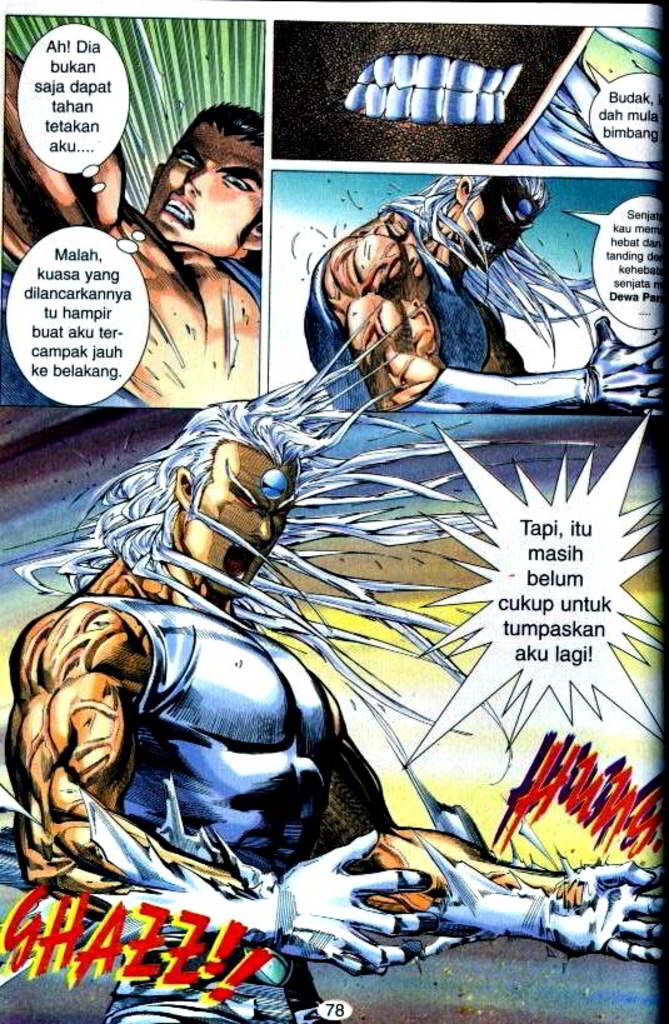 Ah! Dia
bukan
saja dapat
tahan
tetakan
aku....
Malah,
kuasa yang
dilancarkannya
tu hampir
buat aku ter-
campak jauh
ke belakang.
Budak,
dah mula
bimbang
Senjata
kau mem
hebat dan
tanding de
kehebat
senjata m
Dewa Pa
....
Tapi, itu
masih
belum
cukup untuk
tumpaskan
aku lagi!
HUUNG
GHAZZ!!
78